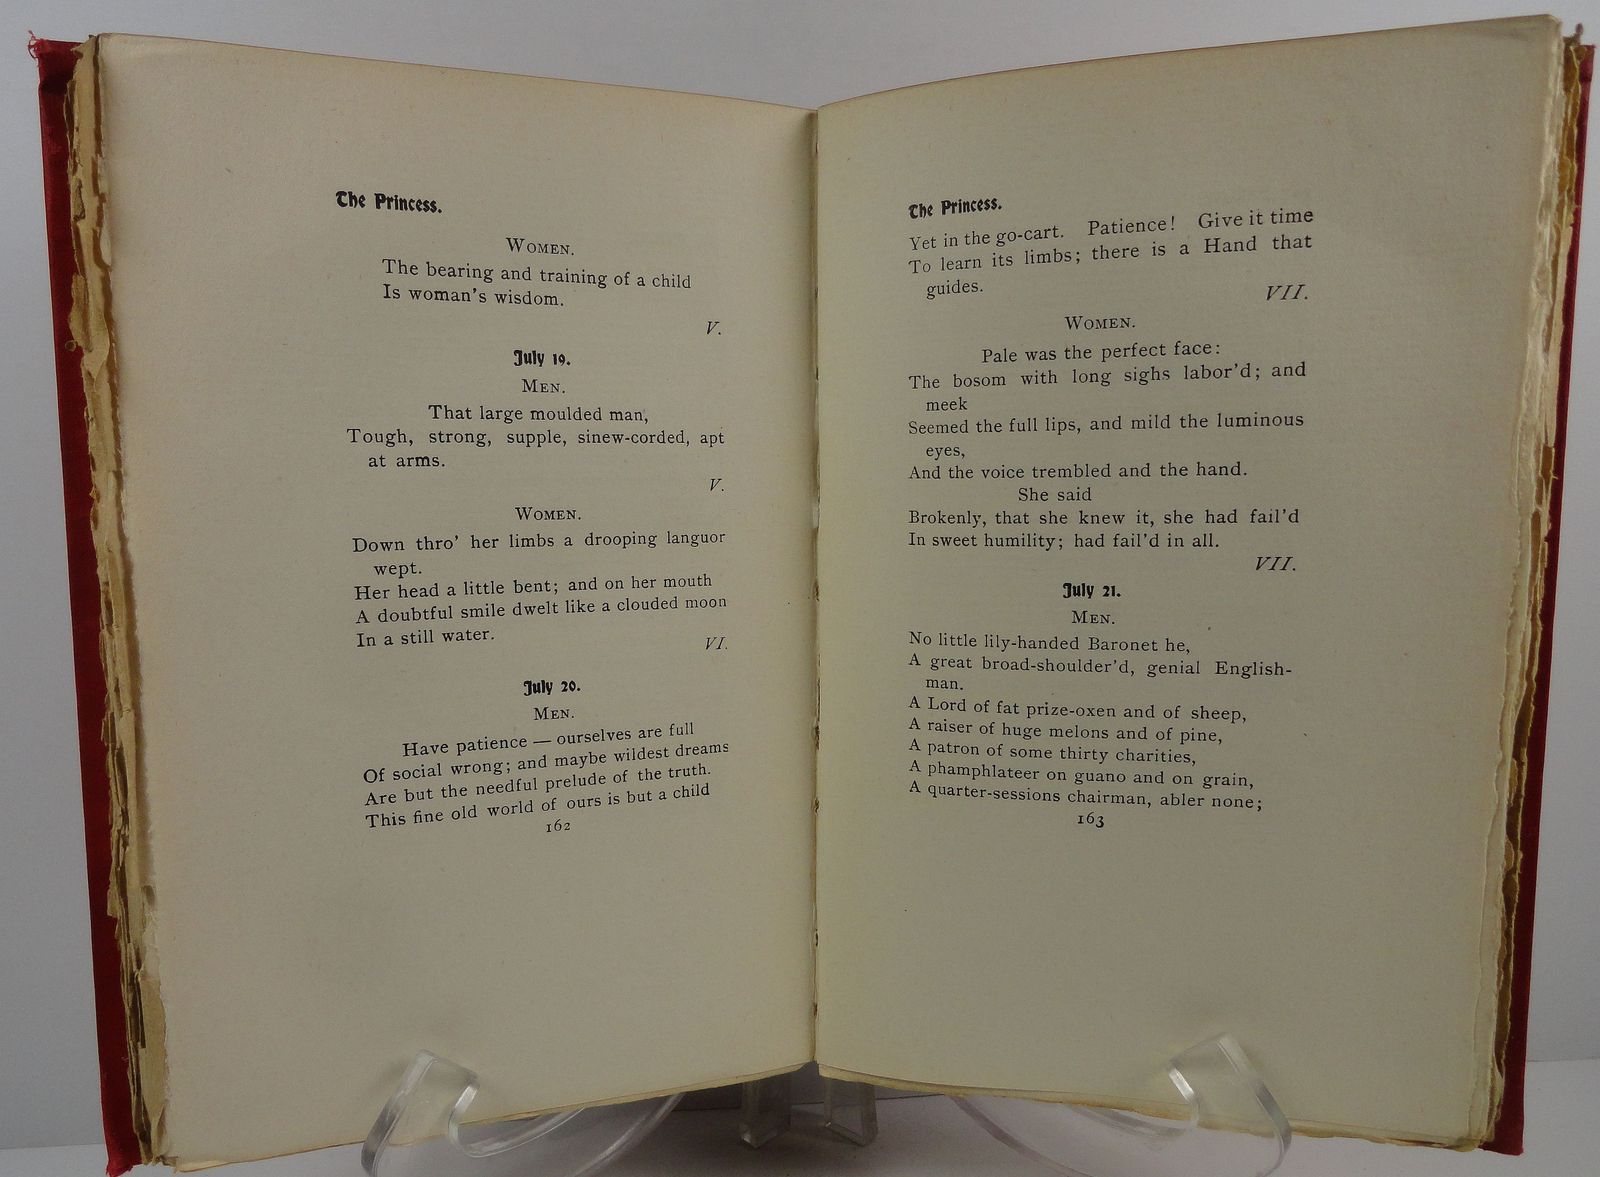 The Princess.
WOMEN.
The bearing and training of a child
Is woman's wisdom.
V.
July 19.
MEN.
That large moulded man,
Tough, strong, supple, sinew-corded, apt
at arms.
V.
WOMEN.
Down thro' her limbs a drooping languor
wept.
Her head a little bent; and on her mouth
A doubtful smile dwelt like a clouded moon
In a still water.
VI.
July 20.
MEN.
Have patience — ourselves are full
Of social wrong; and maybe wildest dreams
Are but the needful prelude of the truth.
This fine old world of ours is but a child
162
The Princess.
Yet in the go-cart. Patience! Give it time
To learn its limbs; there is a Hand that
guides.
VII.
WOMEN.
Pale was the perfect face:
The bosom with long sighs labor'd; and
meek
Seemed the full lips, and mild the luminous
eyes,
And the voice trembled and the hand.
She said
Brokenly, that she knew it, she had fail'd
In sweet humility; had fail'd in all.
VII.
July 21.
MEN.
No little lily-handed Baronet he,
A great broad-shoulder'd, genial English-
man.
A Lord of fat prize-oxen and of sheep,
A raiser of huge melons and of pine,
A patron of some thirty charities,
A phamphlateer on guano and on grain,
A quarter-sessions chairman, abler none;
163